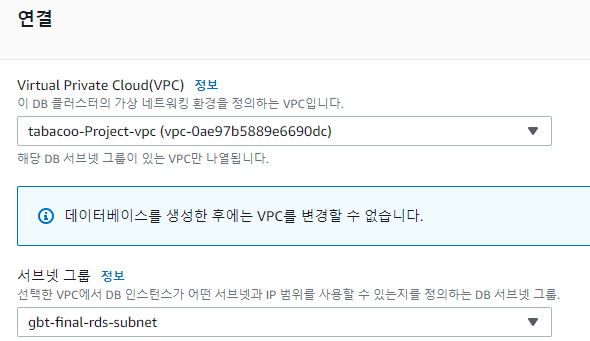 연결
Virtual Private Cloud(VPC) 정보
이 DB 클러스터의 가상 네트워킹 환경을 정의하는 VPC입니다.
tabacoo-Project-vpc (vpc-0ae97b5889e6690dc)
해당 DB 서브넷 그룹이 있는 VPC만 나열됩니다.
데이터베이스를 생성한 후에는 VPC를 변경할 수 없습니다.
서브넷 그룹 정보
선택한 VPC에서 DB 인스턴스가 어떤 서브넷과 IP 범위를 사용할 수 있는지를 정의하는 DB 서브넷 그룹.
gbt-final-rds-subnet